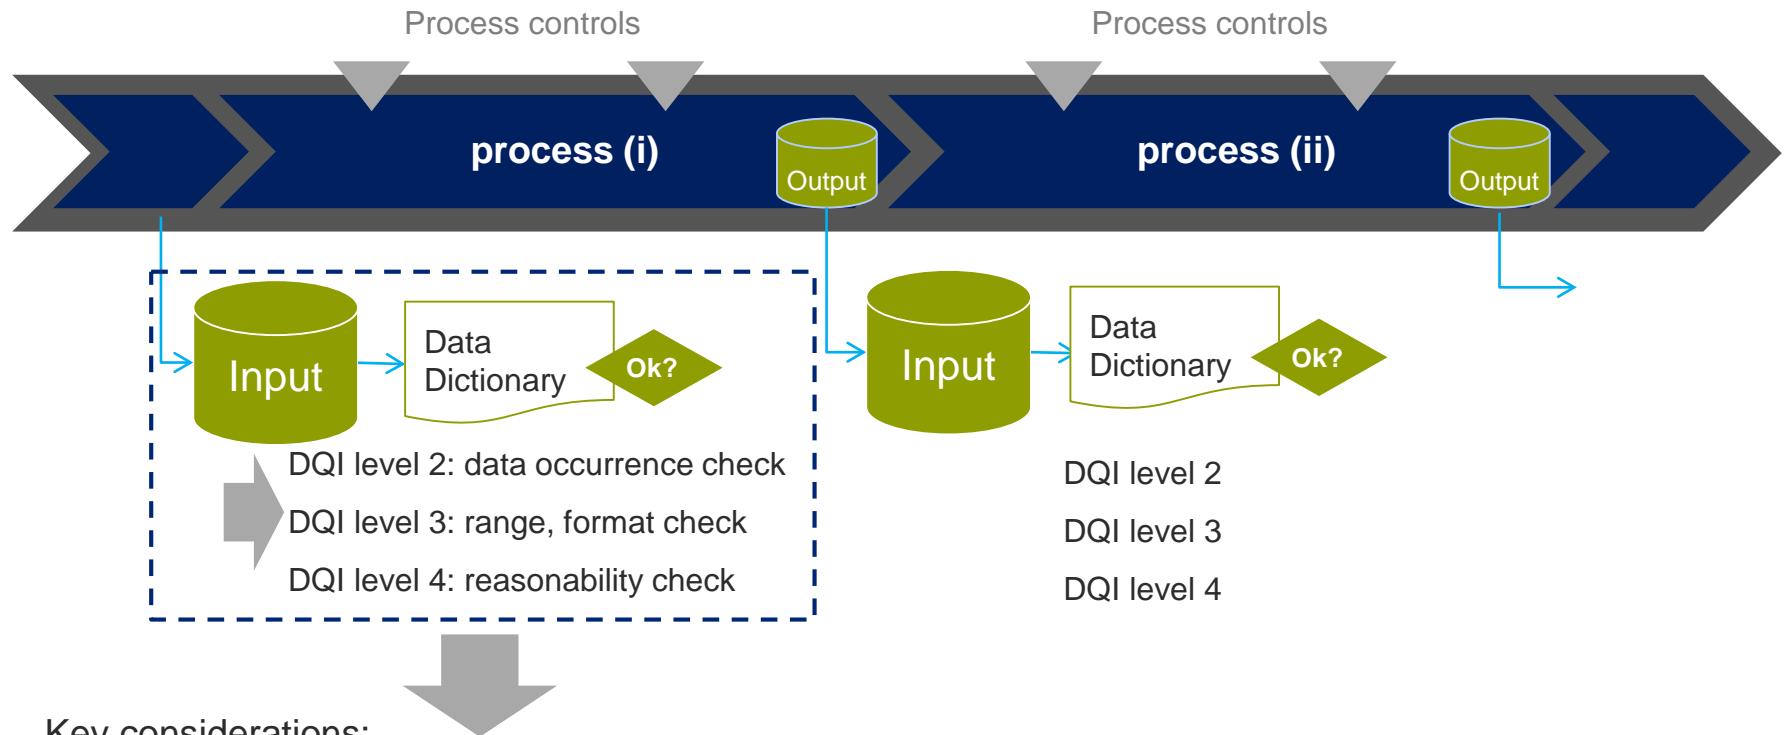 Process controls
Process controls
process (i)
Output
process (ii)
Output
Input
Data
Dictionary
Ok?
DQI level 2: data occurrence check
DQI level 3: range, format check
DQI level 4: reasonability check
Input
Data
Dictionary
Ok?
DQI level 2
DQI level 3
DQI level 4
Key considerations: